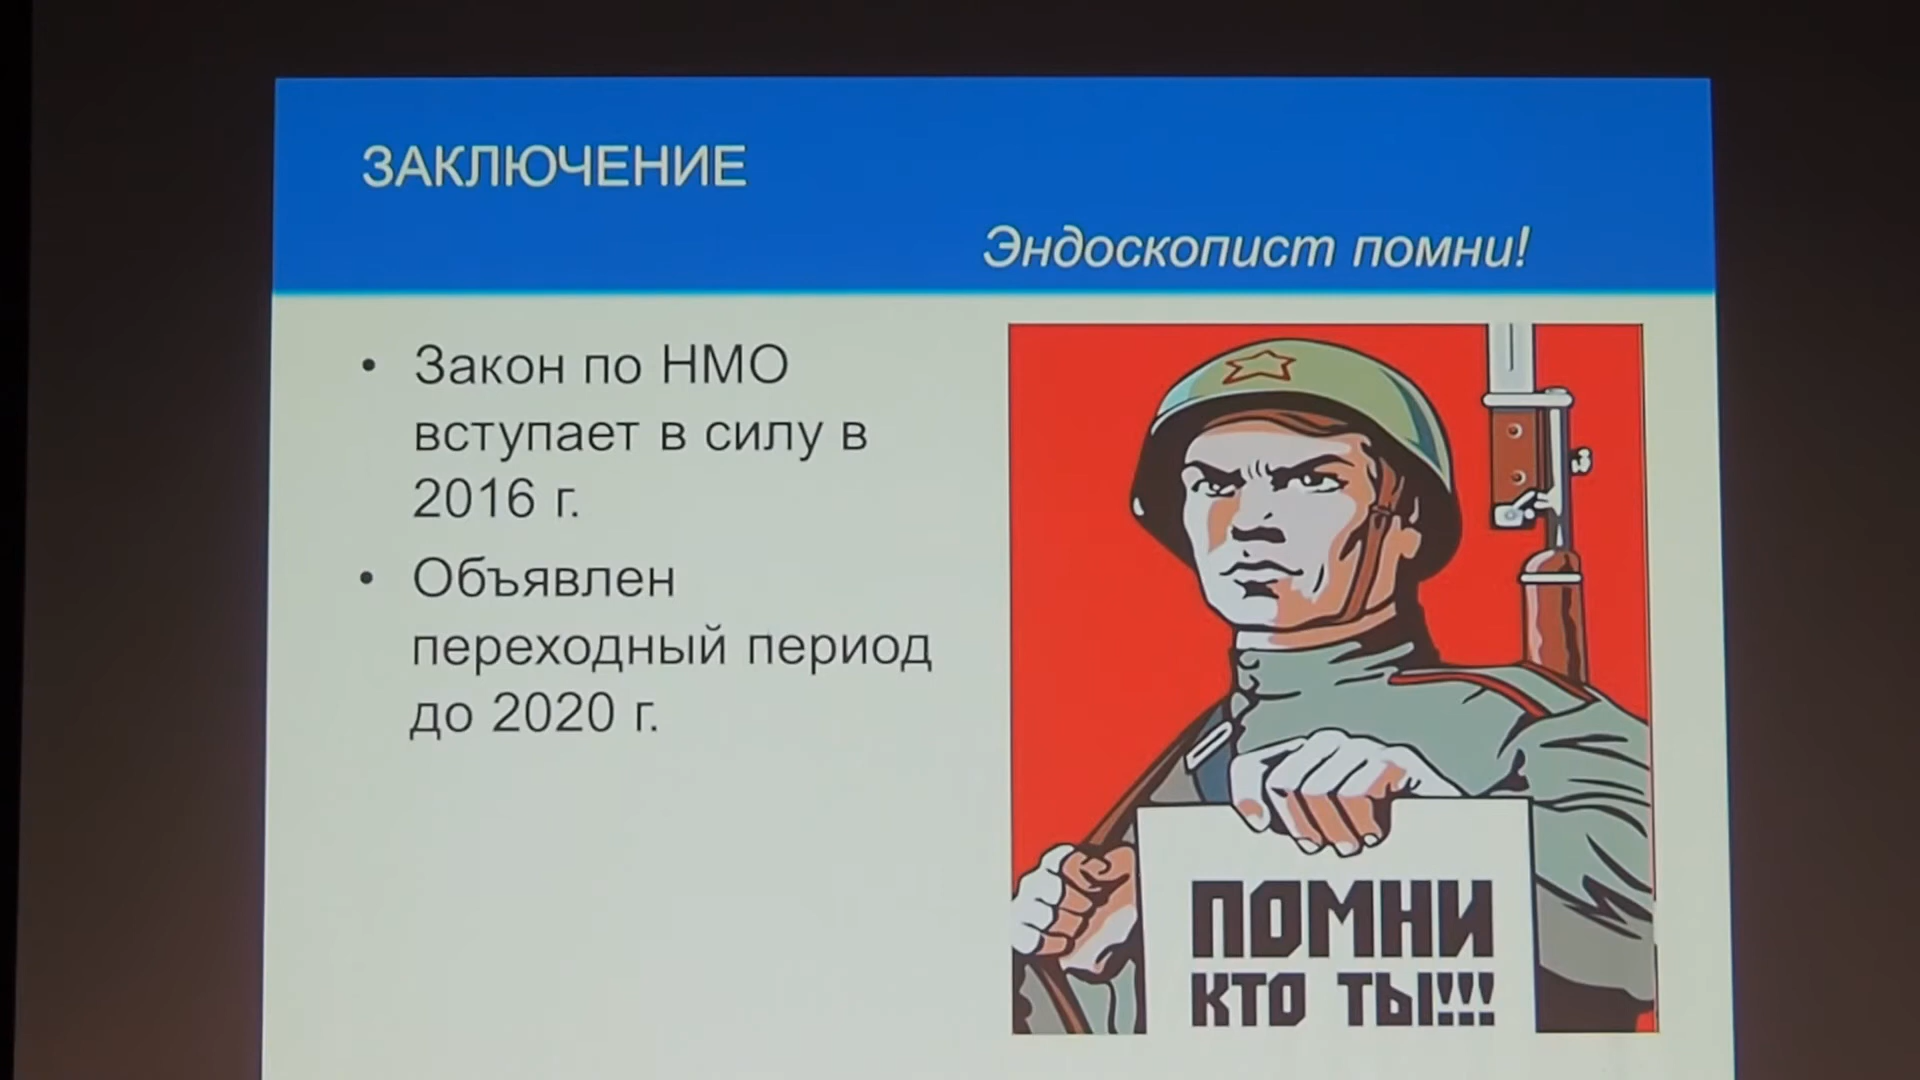 ЗАКЛЮЧЕНИЕ
Эндоскопист помни!
• Закон по НМО
вступает в силу в
2016 г.
• Объявлен
переходный период
до 2020 г.
ПОМНИ
КТО ТЫ!!!